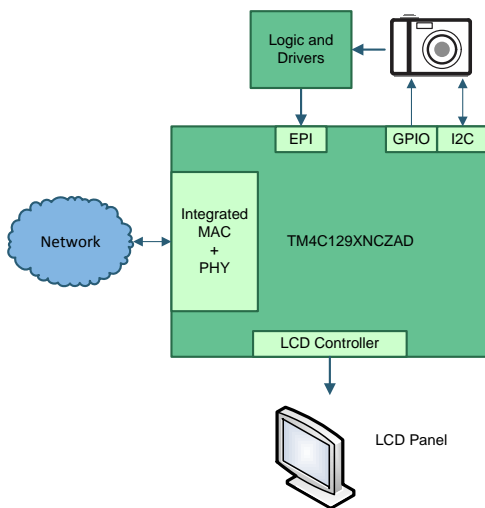 Logic and
Drivers
EPI
GPIO
I2C
Integrated
MAC
+
PHY
Network
TM4C129XNCZAD
LCD Controller
LCD Panel